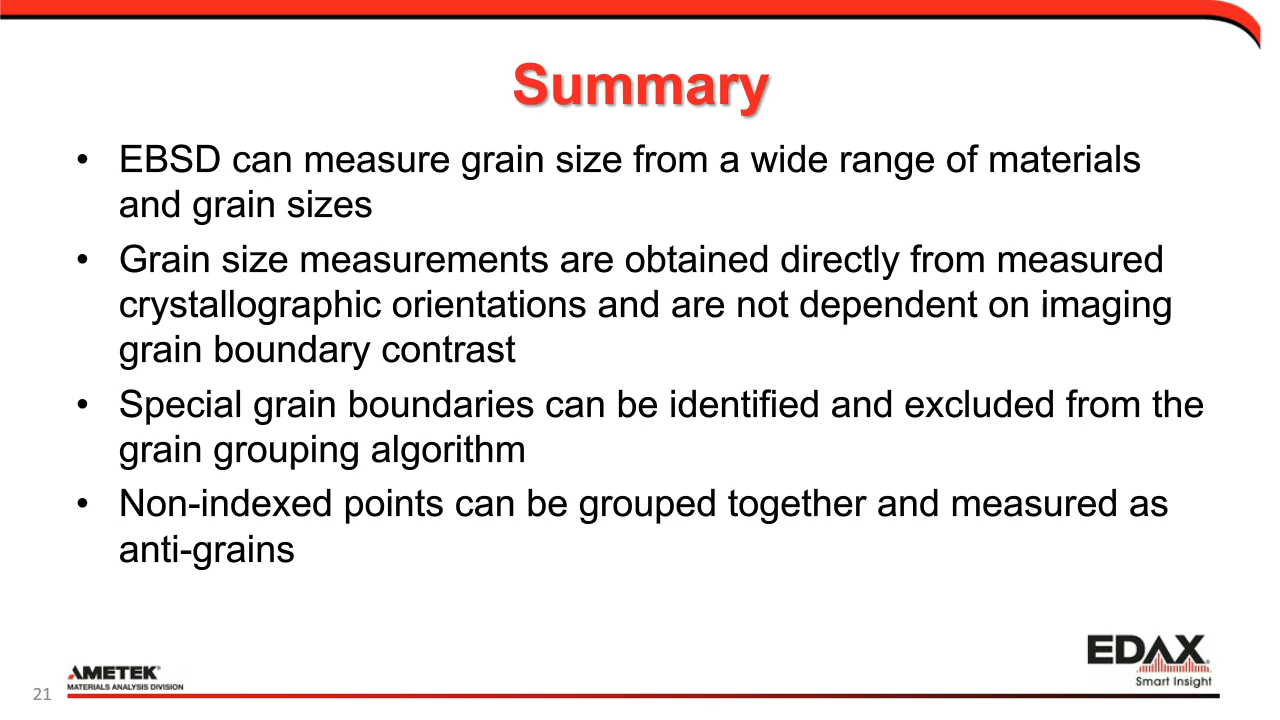 Summary
• EBSD can measure grain size from a wide range of materials
and grain sizes
• Grain size measurements are obtained directly from measured
crystallographic orientations and are not dependent on imaging
grain boundary contrast
• Special grain boundaries can be identified and excluded from the
grain grouping algorithm
• Non-indexed points can be grouped together and measured as
anti-grains
21
AMETEK®
MATERIALS ANALYSIS DIVISION
EDAX
Smart Insight